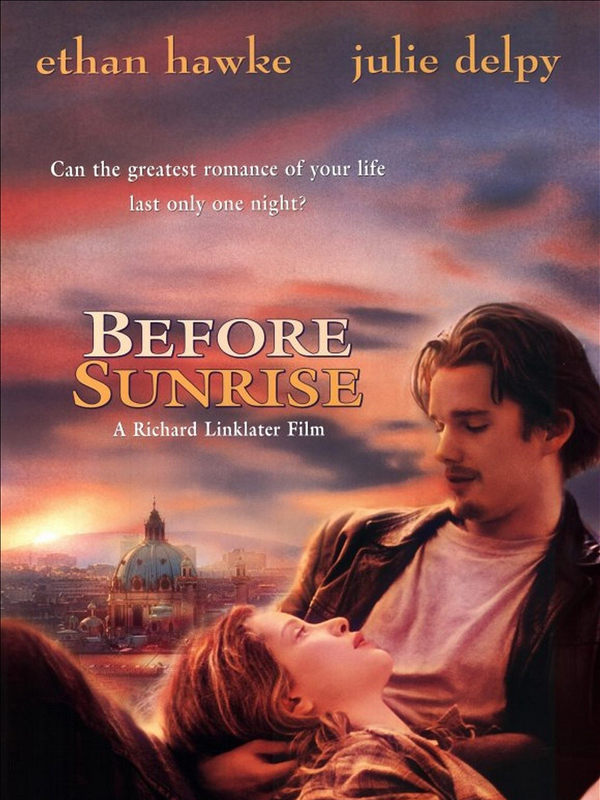 ethan hawke julie delpy
Can the greatest romance of your life
last only one night?
BEFORE
SUNRISE
A Richard Linklater Film